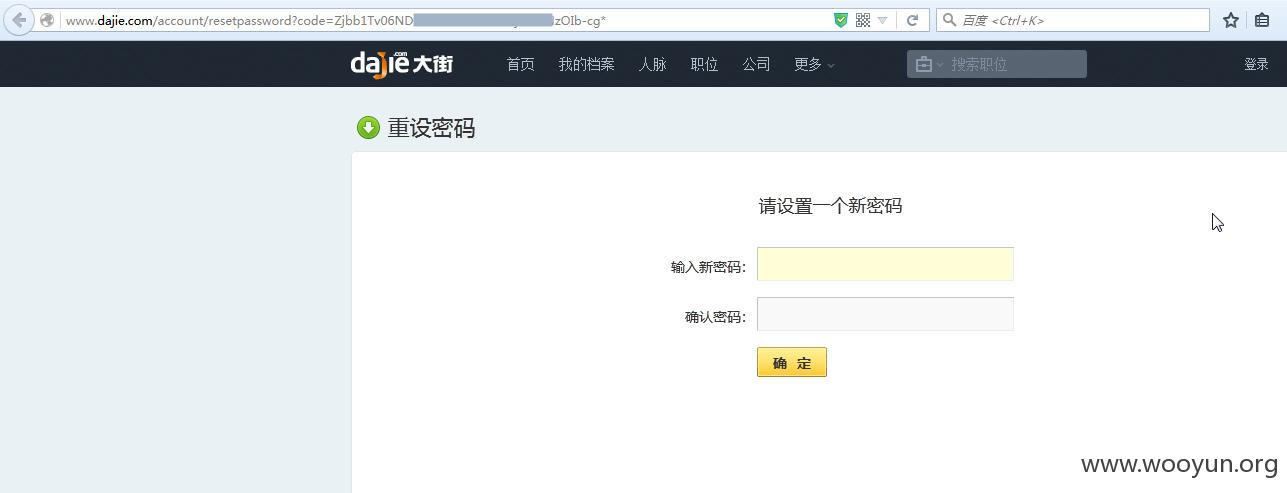 www.dajie.com/account/resetpassword?code=Zjbb1Tv06ND zOIb-cg*
百度 <Ctrl+K>
dajie.com大街 首页 我的档案 人脉 职位 公司 更多 搜索职位 登录
重设密码
请设置一个新密码
输入新密码:
确认密码:
确 定
www.wooyun.org